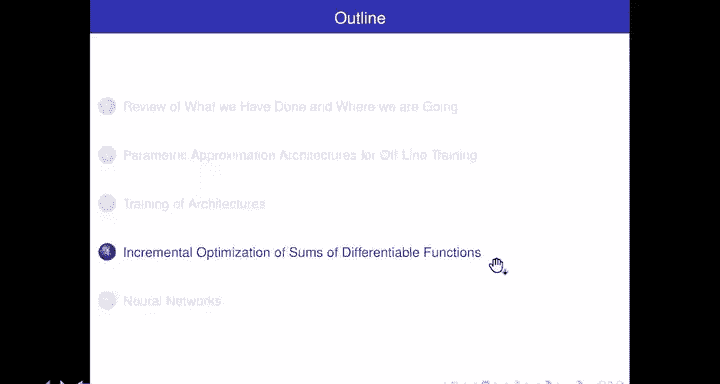 Outline
Review of What we Have Done and Where we are Going
Parametric Approximation Architectures for Off Line Training
Training of Architectures
4 Incremental Optimization of Sums of Differentiable Functions
Neural Networks